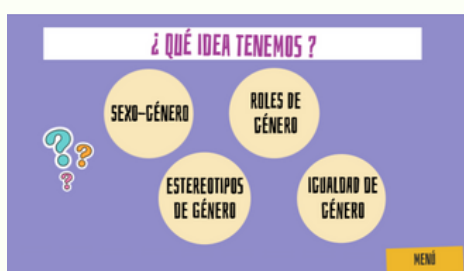 ¿ QUÉ IDEA TENEMOS ?
SEXO-GÉNERO
ROLES DE
GÉNERO
ESTEREOTIPOS
DE GÉNERO
IGUALDAD DE
GÉNERO
MENÚ